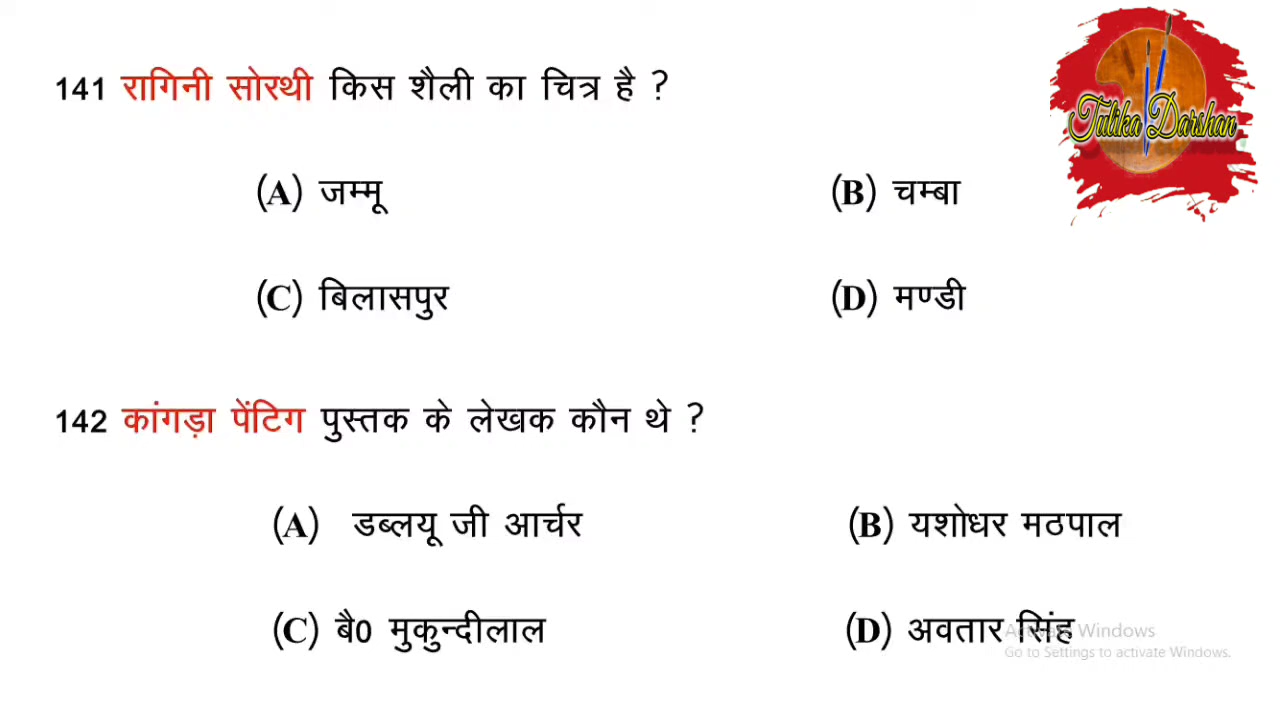 141 रागिनी सोरथी किस शैली का चित्र है ?
Tulika Darshan
(A) जम्मू (B) चम्बा
(C) बिलासपुर (D) मण्डी
142 कांगड़ा पेंटिग पुस्तक के लेखक कौन थे ?
(A) डब्लयू जी आर्चर (B) यशोधर मठपाल
(C) बै0 मुकुन्दीलाल (D) अवतार सिंह
Activate Windows
Go to Settings to activate Windows.